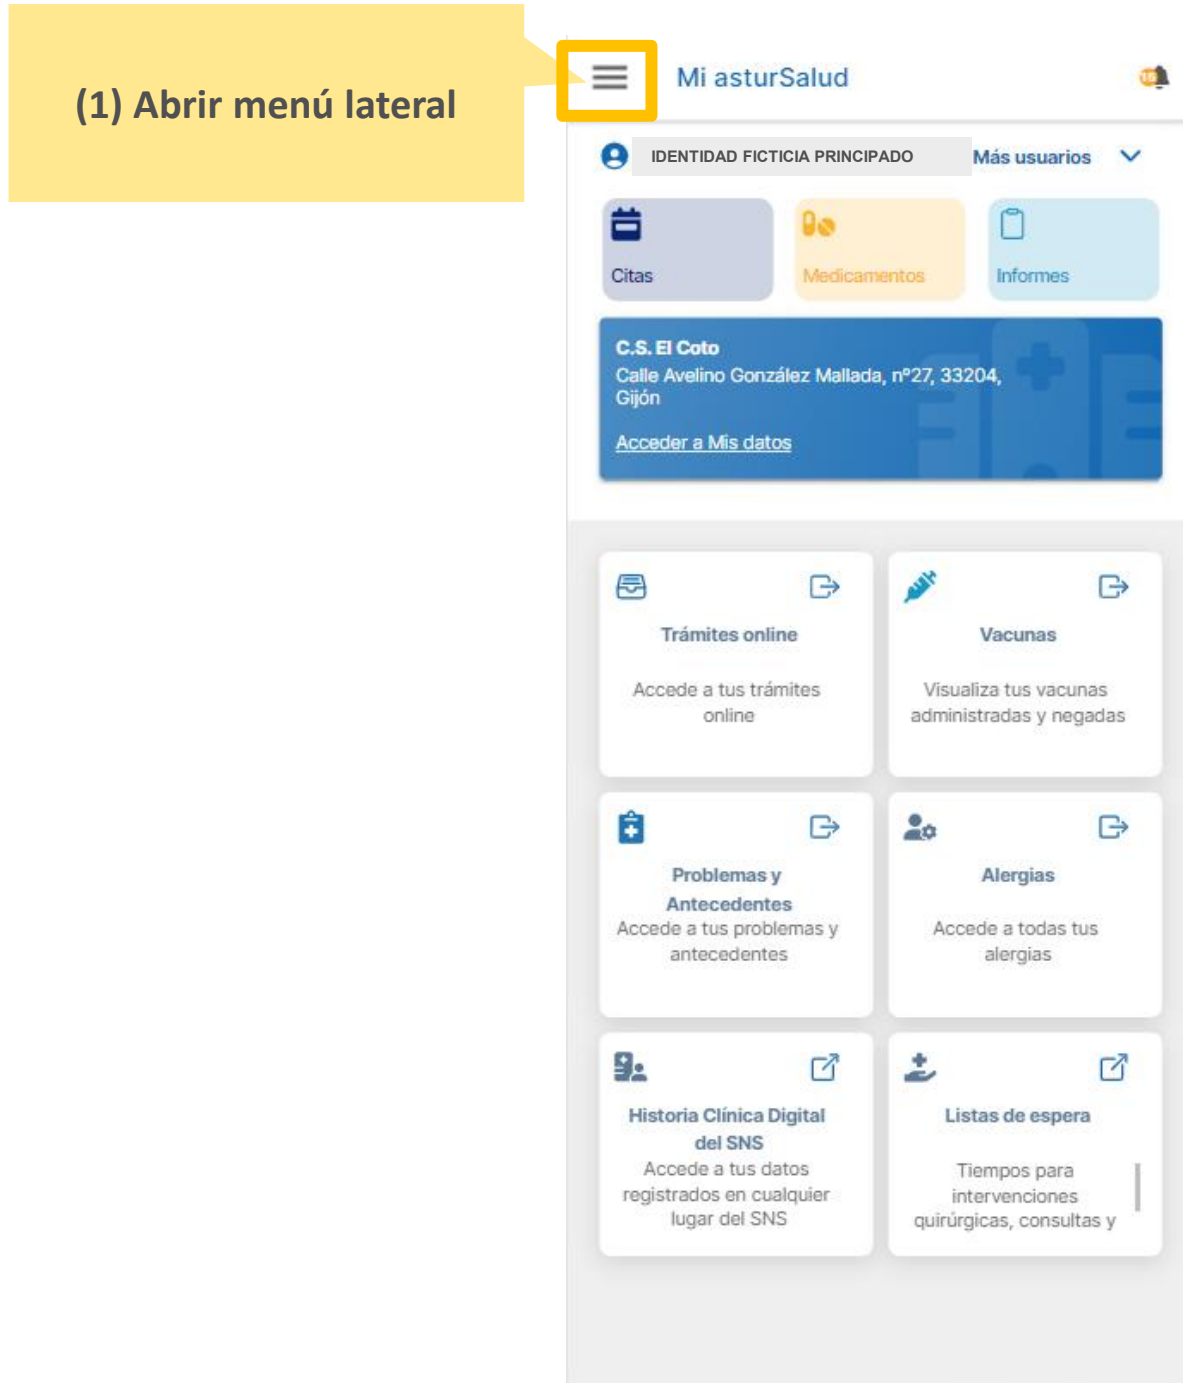 (1) Abrir menú lateral
Mi asturSalud
IDENTIDAD FICTICIA PRINCIPADO
Más usuarios
Citas
Medicamentos
Informes
C.S. El Coto
Calle Avelino González Mallada, nº27, 33204,
Gijón
Acceder a Mis datos
Trámites online
Accede a tus trámites
online
Vacunas
Visualiza tus vacunas
administradas y negadas
Problemas y
Antecedentes
Accede a tus problemas y
antecedentes
Alergias
Accede a todas tus
alergias
Historia Clínica Digital
del SNS
Accede a tus datos
registrados en cualquier
lugar del SNS
Listas de espera
Tiempos para
intervenciones
quirúrgicas, consultas y